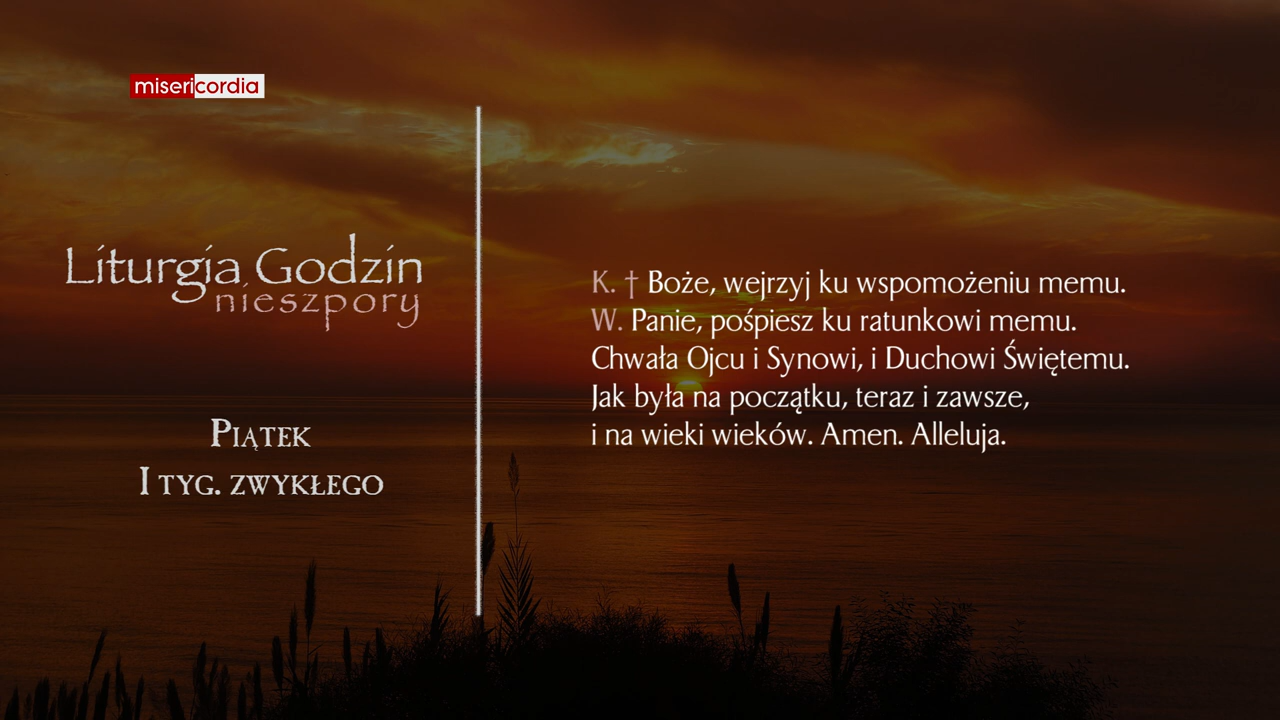 misericordia
Liturgia Godzin
nieszpory
Piątek
I tyg. zwykłego
K. † Boże, wejrzyj ku wspomożeniu memu.
W. Panie, pośpiesz ku ratunkowi memu.
Chwała Ojcu i Synowi, i Duchowi Świętemu.
Jak była na początku, teraz i zawsze,
i na wieki wieków. Amen. Alleluja.